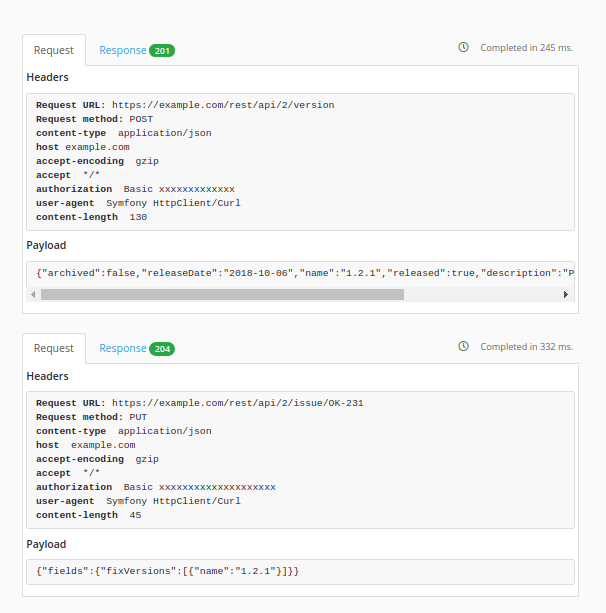 Request Response 201 Completed in 245 ms.
Headers
Request URL: https://example.com/rest/api/2/version
Request method: POST
content-type application/json
host example.com
accept-encoding gzip
accept */*
authorization Basic xxxxxxxxxxxxx
user-agent Symfony HttpClient/Curl
content-length 130
Payload
{"archived":false,"releaseDate":"2018-10-06","name":"1.2.1","released":true,"description":"P
Request Response 204 Completed in 332 ms.
Headers
Request URL: https://example.com/rest/api/2/issue/OK-231
Request method: PUT
content-type application/json
host example.com
accept-encoding gzip
accept */*
authorization Basic xxxxxxxxxxxxxxxxxxxx
user-agent Symfony HttpClient/Curl
content-length 45
Payload
{"fields":{"fixVersions":[{"name":"1.2.1"}]}}